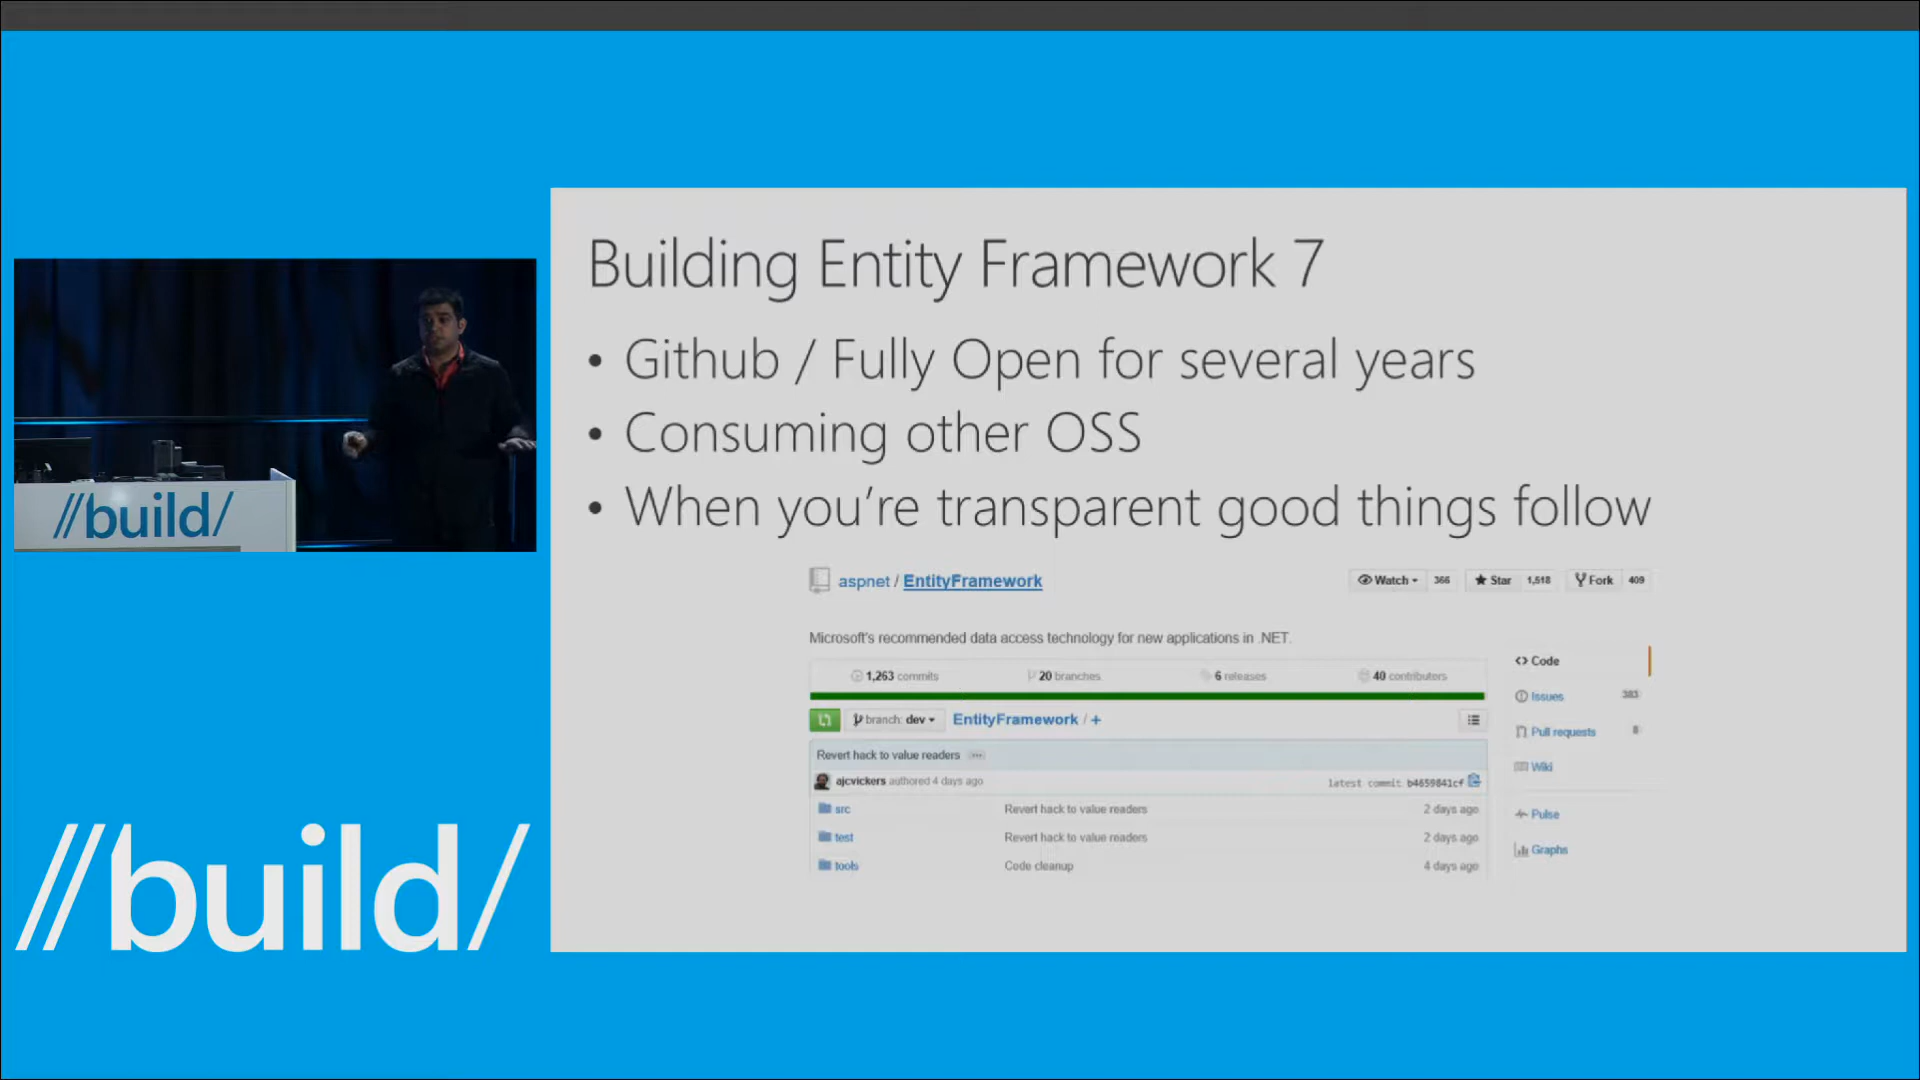 Building Entity Framework 7
• Github / Fully Open for several years
• Consuming other OSS
• When you're transparent good things follow
aspnet / EntityFramework
Watch 366 Star 1,518 Fork 409
Microsoft's recommended data access technology for new applications in .NET.
1,263 commits 20 branches 6 releases 40 contributors
branch: dev EntityFramework / +
Revert hack to value readers ...
ajcvickers authored 4 days ago latest commit b4659841cf
src Revert hack to value readers 2 days ago
test Revert hack to value readers 2 days ago
tools Code cleanup 4 days ago
<> Code
Issues 383
Pull requests
Wiki
Pulse
Graphs
//build/
//build/